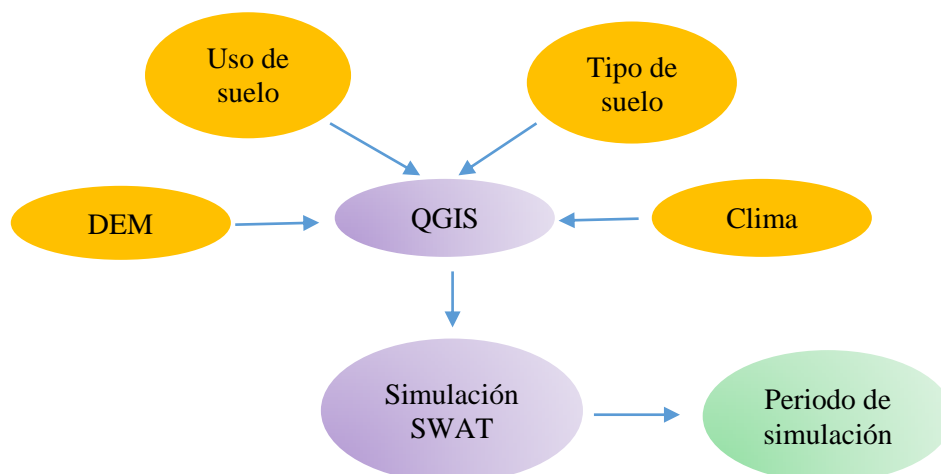 Uso de
suelo
Tipo de
suelo
DEM
QGIS
Clima
Simulación
SWAT
Periodo de
simulación